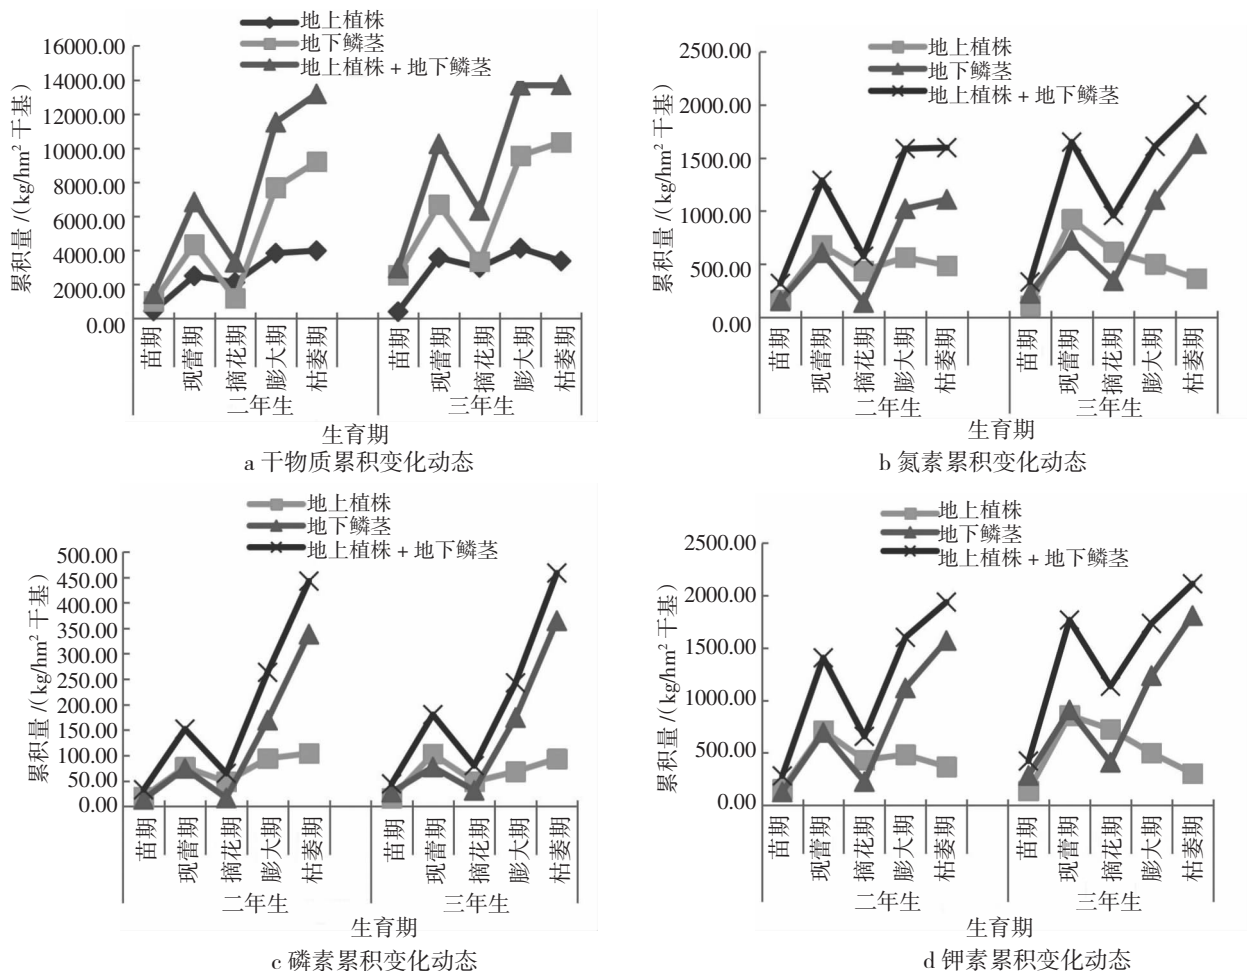 地上植株
地下鳞茎
地上植株 + 地下鳞茎
16000.00
14000.00
12000.00
10000.00
8000.00
6000.00
4000.00
2000.00
0.00
累积量 /(kg/hm² 干基)
苗期
现蕾期
摘花期
膨大期
枯萎期
苗期
现蕾期
摘花期
膨大期
枯萎期
二年生
三年生
生育期
a 干物质累积变化动态
地上植株
地下鳞茎
地上植株 + 地下鳞茎
2500.00
2000.00
1500.00
1000.00
500.00
0.00
累积量 /(kg/hm² 干基)
苗期
现蕾期
摘花期
膨大期
枯萎期
苗期
现蕾期
摘花期
膨大期
枯萎期
二年生
三年生
生育期
b 氮素累积变化动态
地上植株
地下鳞茎
地上植株 + 地下鳞茎
500.00
450.00
400.00
350.00
300.00
250.00
200.00
150.00
100.00
50.00
0.00
累积量 /(kg/hm² 干基)
苗期
现蕾期
摘花期
膨大期
枯萎期
苗期
现蕾期
摘花期
膨大期
枯萎期
二年生
三年生
生育期
c 磷素累积变化动态
地上植株
地下鳞茎
地上植株 + 地下鳞茎
2500.00
2000.00
1500.00
1000.00
500.00
0.00
累积量 /(kg/hm² 干基)
苗期
现蕾期
摘花期
膨大期
枯萎期
苗期
现蕾期
摘花期
膨大期
枯萎期
二年生
三年生
生育期
d 钾素累积变化动态